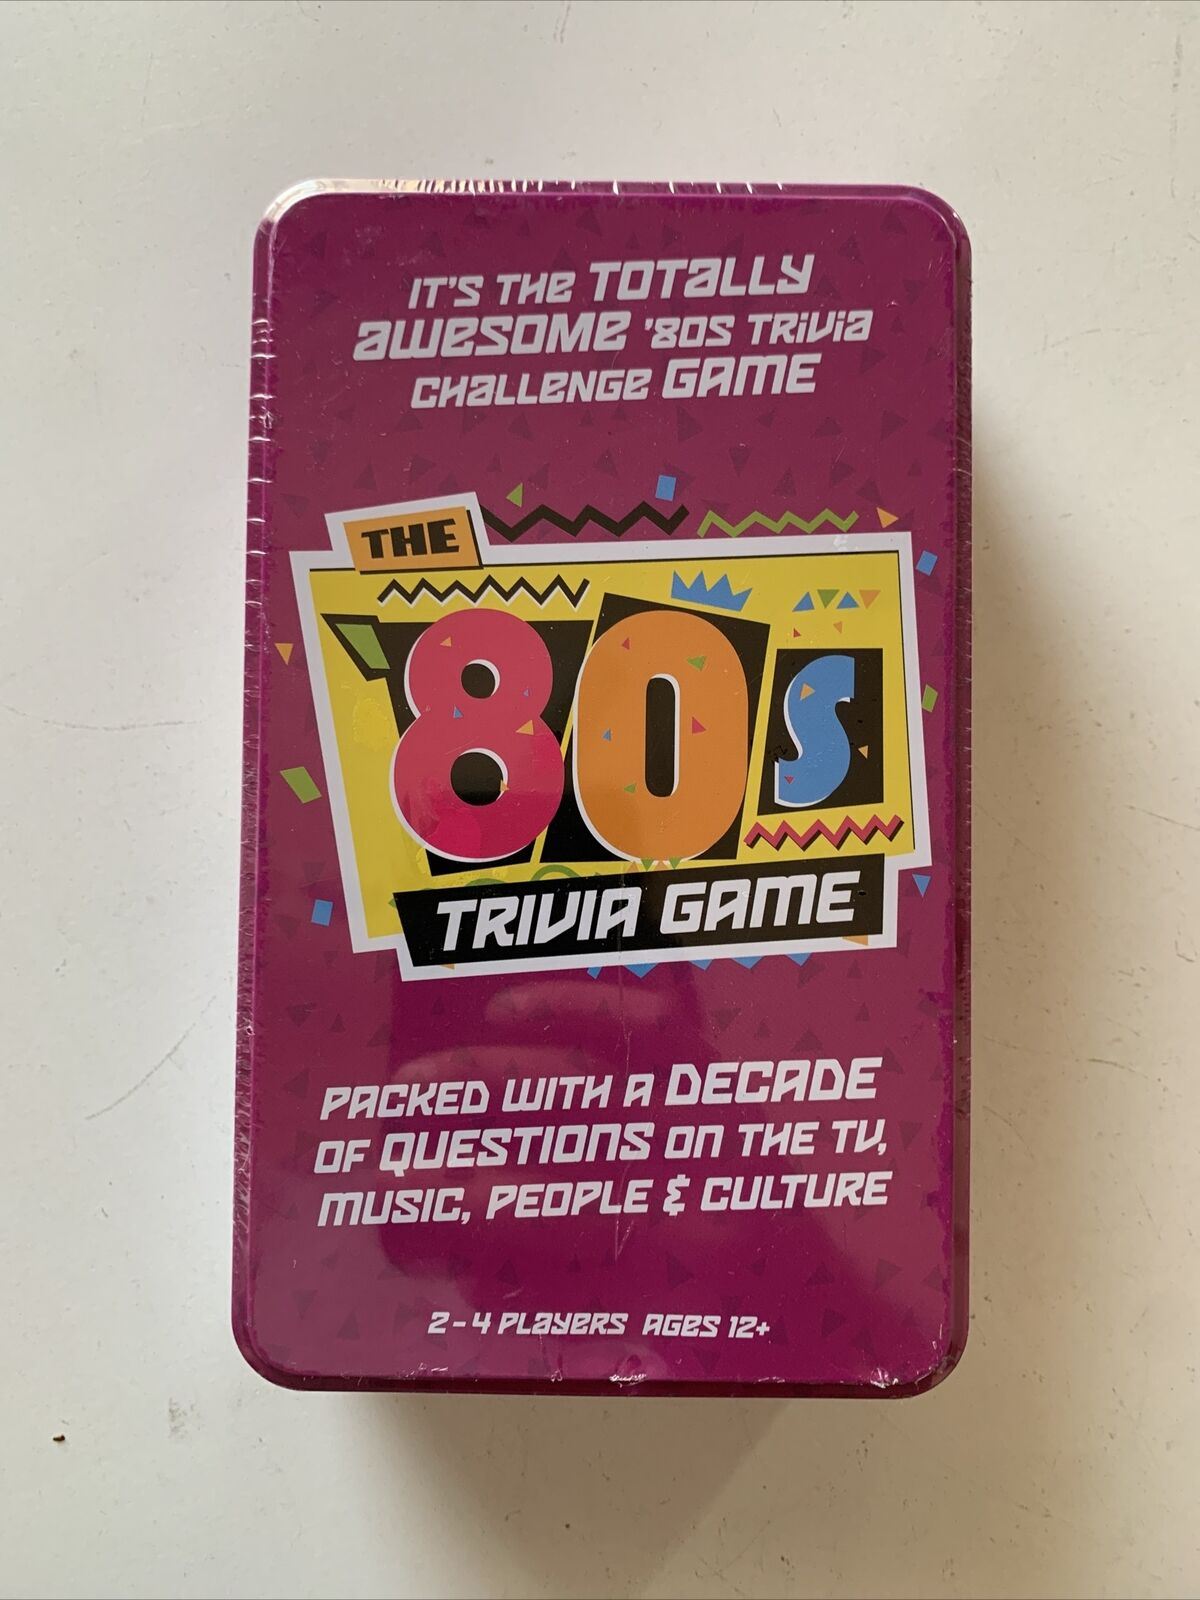 IT'S THE TOTALLY
AWESOME '80S TRIVIA
CHALLENGE GAME
THE
'80s
TRIVIA GAME
PACKED WITH A DECADE
OF QUESTIONS ON THE TV,
MUSIC, PEOPLE & CULTURE
2-4 PLAYERS AGES 12+